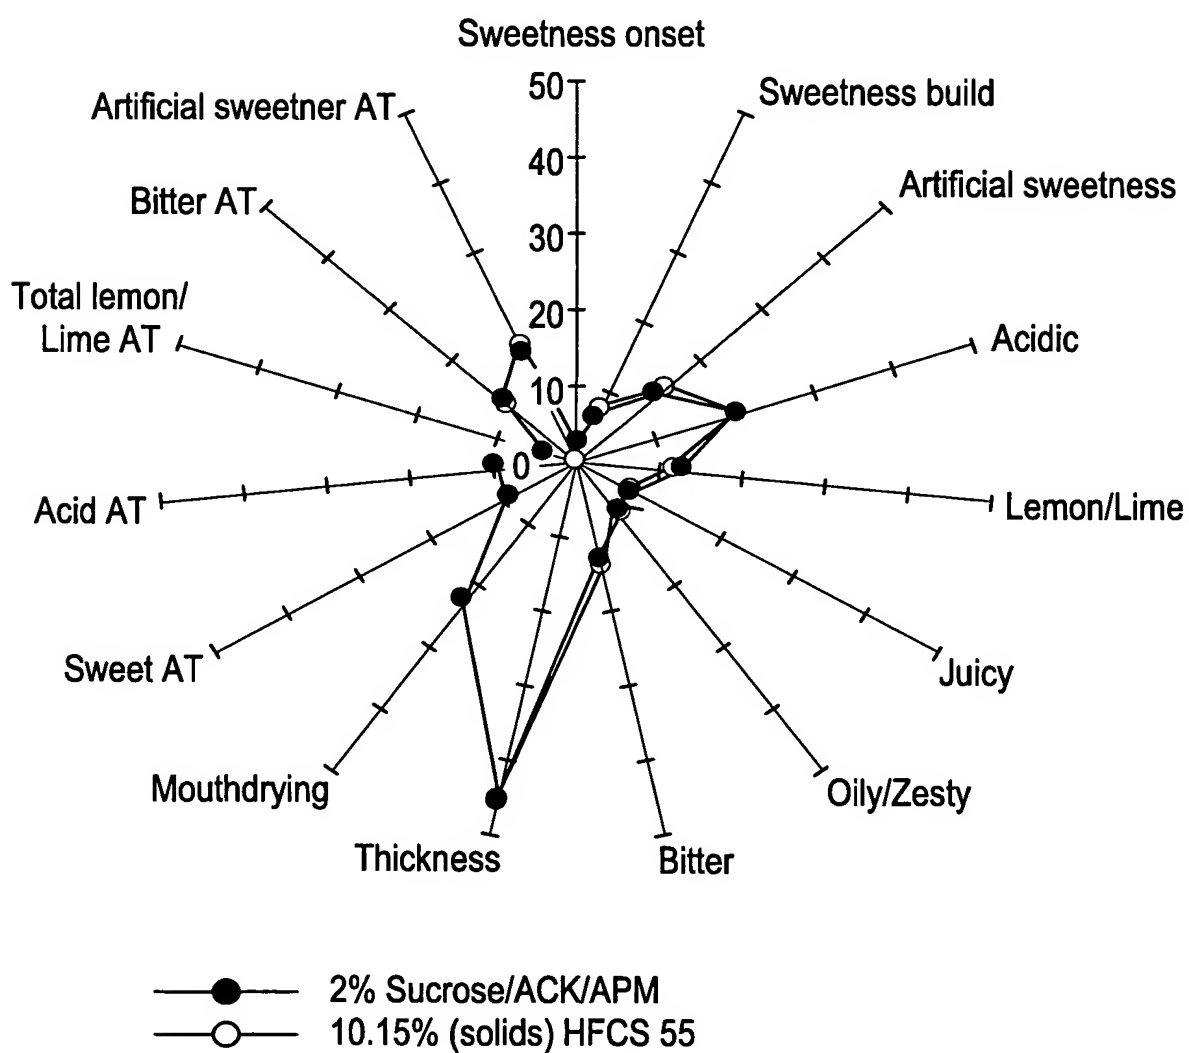 Sweetness onset
50
Sweetness build
Artificial sweetner AT
40
Artificial sweetness
Bitter AT
30
Total lemon/
Lime AT
20
Acidic
10
0
Acid AT
Lemon/Lime
Sweet AT
Juicy
Mouthdrying
Oily/Zesty
Thickness
Bitter
2% Sucrose/ACK/APM
10.15% (solids) HFCS 55